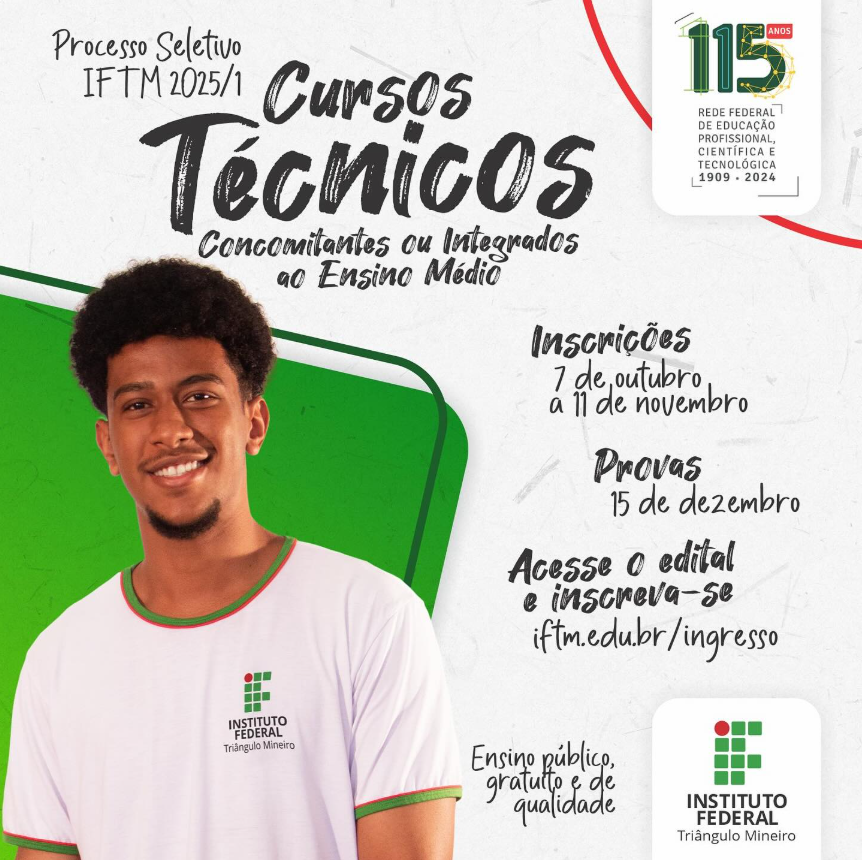 Processo Seletivo
IFTM 2025/1
Cursos
Técnicos
Concomitantes ou Integrados
ao Ensino Médio
115 ANOS
REDE FEDERAL
DE EDUCAÇÃO
PROFISSIONAL,
CIENTÍFICA E
TECNOLÓGICA
1909 - 2024
Inscrições
7 de outubro
a 11 de novembro
Provas
15 de dezembro
Acesse o edital
e inscreva-se
iftm.edu.br/ingresso
INSTITUTO
FEDERAL
Triângulo Mineiro
Ensino público,
gratuito e de
qualidade
INSTITUTO
FEDERAL
Triângulo Mineiro